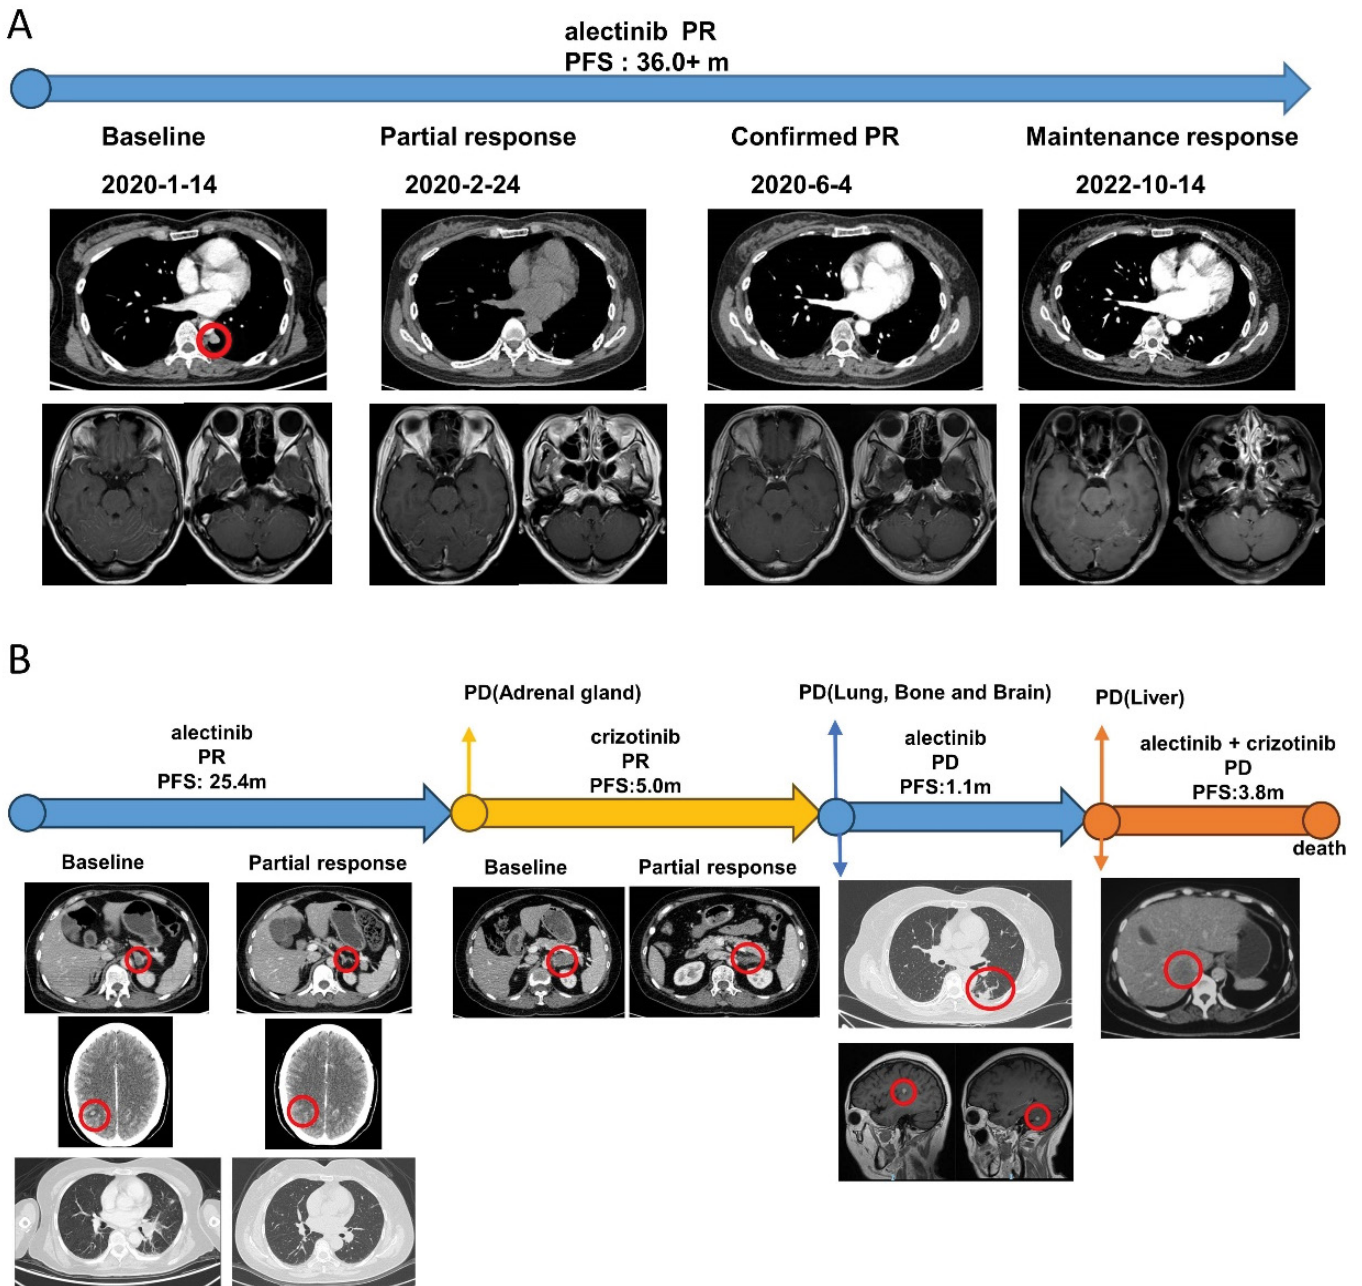 A
alectinib PR
PFS : 36.0+ m
Baseline
Partial response
Confirmed PR
Maintenance response
2020-1-14
2020-2-24
2020-6-4
2022-10-14
B
PD(Adrenal gland)
PD(Lung, Bone and Brain)
PD(Liver)
alectinib
PR
PFS: 25.4m
crizotinib
PR
PFS:5.0m
alectinib
PD
PFS:1.1m
alectinib + crizotinib
PD
PFS:3.8m
death
Baseline
Partial response
Baseline
Partial response